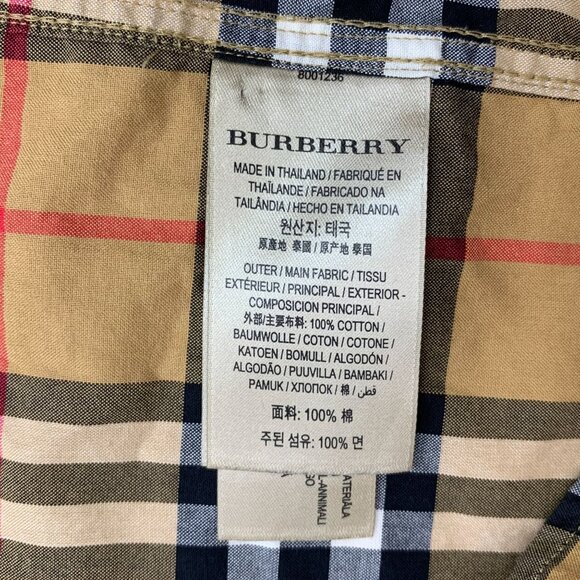 8001236
BURBERRY
MADE IN THAILAND / FABRIQUÉ EN
THAÏLANDE / FABRICADO NA
TAILÂNDIA / HECHO EN TAILANDIA
원산지: 태국
原產地 泰國 / 原产地 泰国
OUTER / MAIN FABRIC / TISSU
EXTÉRIEUR / PRINCIPAL / EXTERIOR -
COMPOSICION PRINCIPAL /
外部/主要布料: 100% COTTON /
BAUMWOLLE / COTON / COTONE /
KATOEN / BOMULL / ALGODÓN /
ALGODÃO / PUUVILLA / BAMBAKI /
PAMUK / ХЛОПОК / 棉 / قطن
面料: 100% 棉
주된 섬유: 100% 면
MATERJALA
L-ANNIMALI